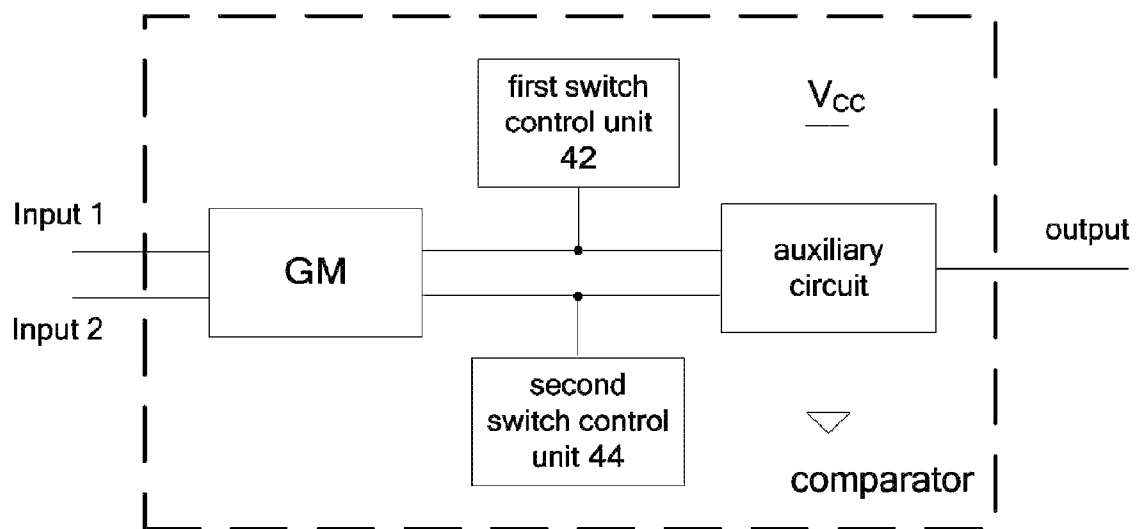 first switch
control unit
42
V_CC
Input 1
GM
auxiliary
circuit
output
Input 2
second
switch control
unit 44
comparator